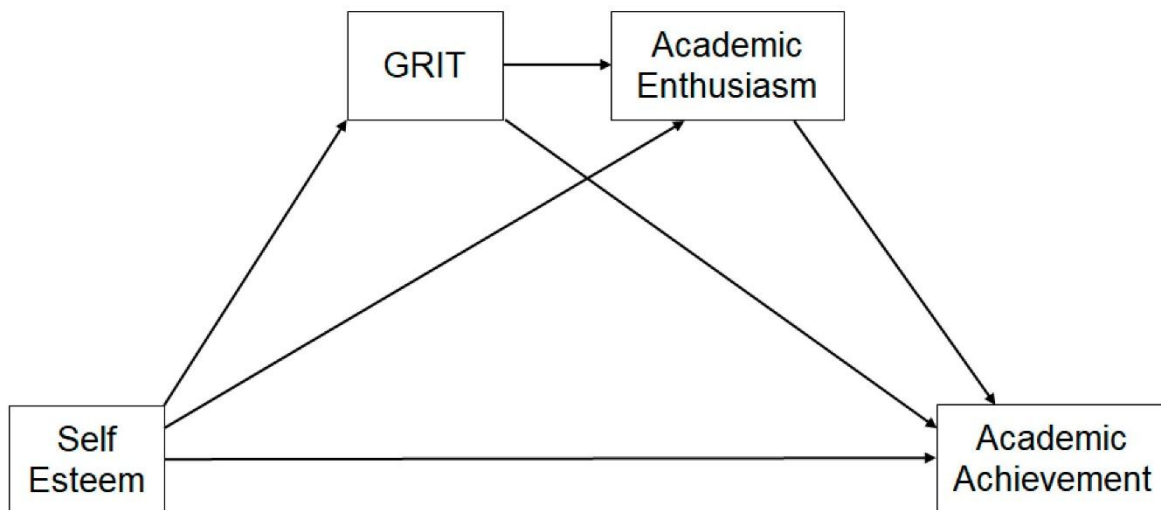 GRIT
Academic
Enthusiasm
Self
Esteem
Academic
Achievement